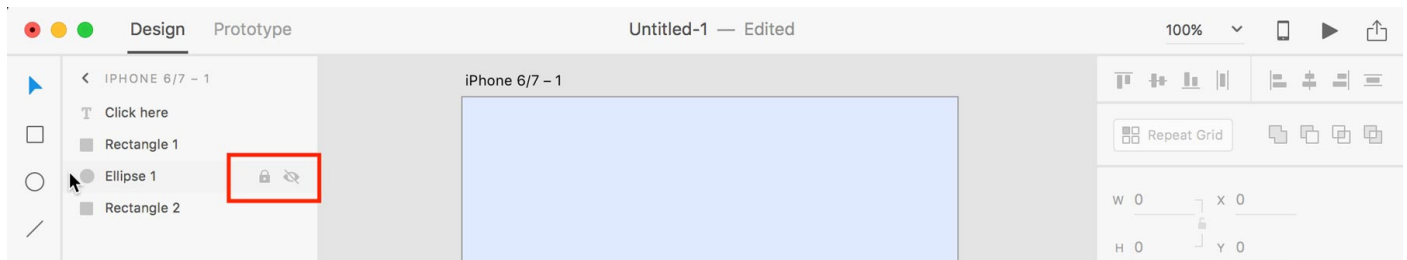 Design Prototype Untitled-1 — Edited 100%
< IPHONE 6/7 – 1
iPhone 6/7 – 1
T Click here
Rectangle 1
Ellipse 1
Rectangle 2
Repeat Grid
W 0 X 0
H 0 Y 0